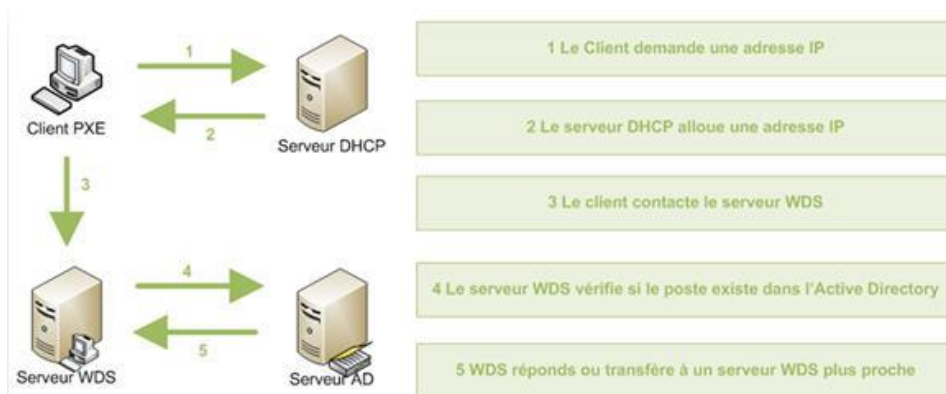 1
1 Le Client demande une adresse IP
Client PXE
2
Serveur DHCP
2 Le serveur DHCP alloue une adresse IP
3
3 Le client contacte le serveur WDS
4
4 Le serveur WDS vérifie si le poste existe dans l'Active Directory
5
Serveur WDS
Serveur AD
5 WDS réponds ou transfère à un serveur WDS plus proche